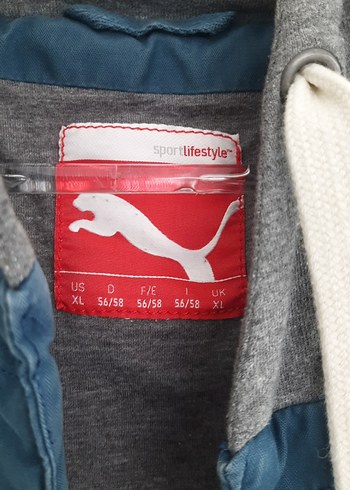 sportlifestyle™
US D F/E I UK
XL 56/58 56/58 56/58 XL